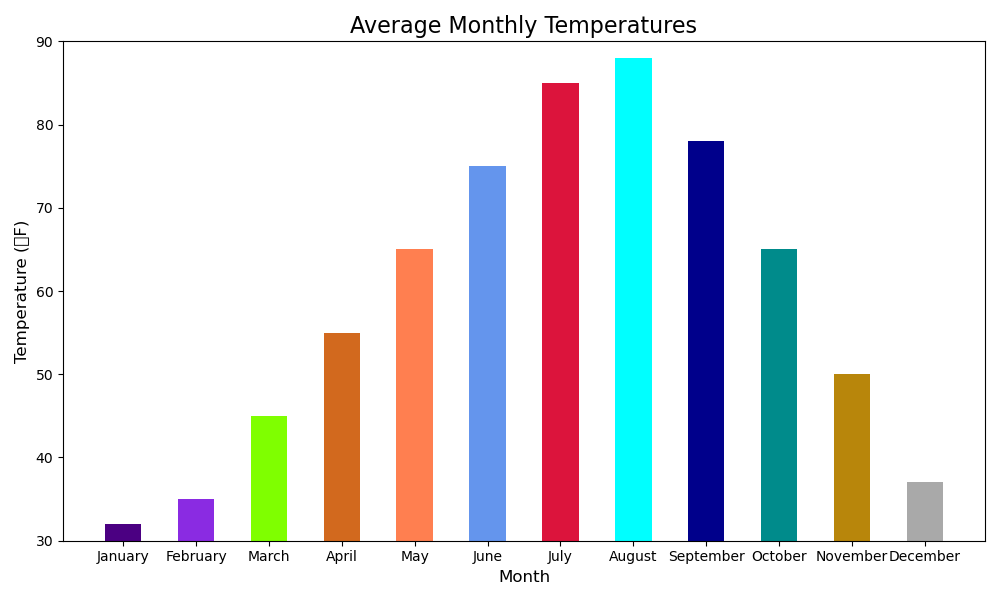 Average Monthly Temperatures
90
80
70
60
50
40
30
Temperature (▯F)
January February March April May June July August September October November December
Month